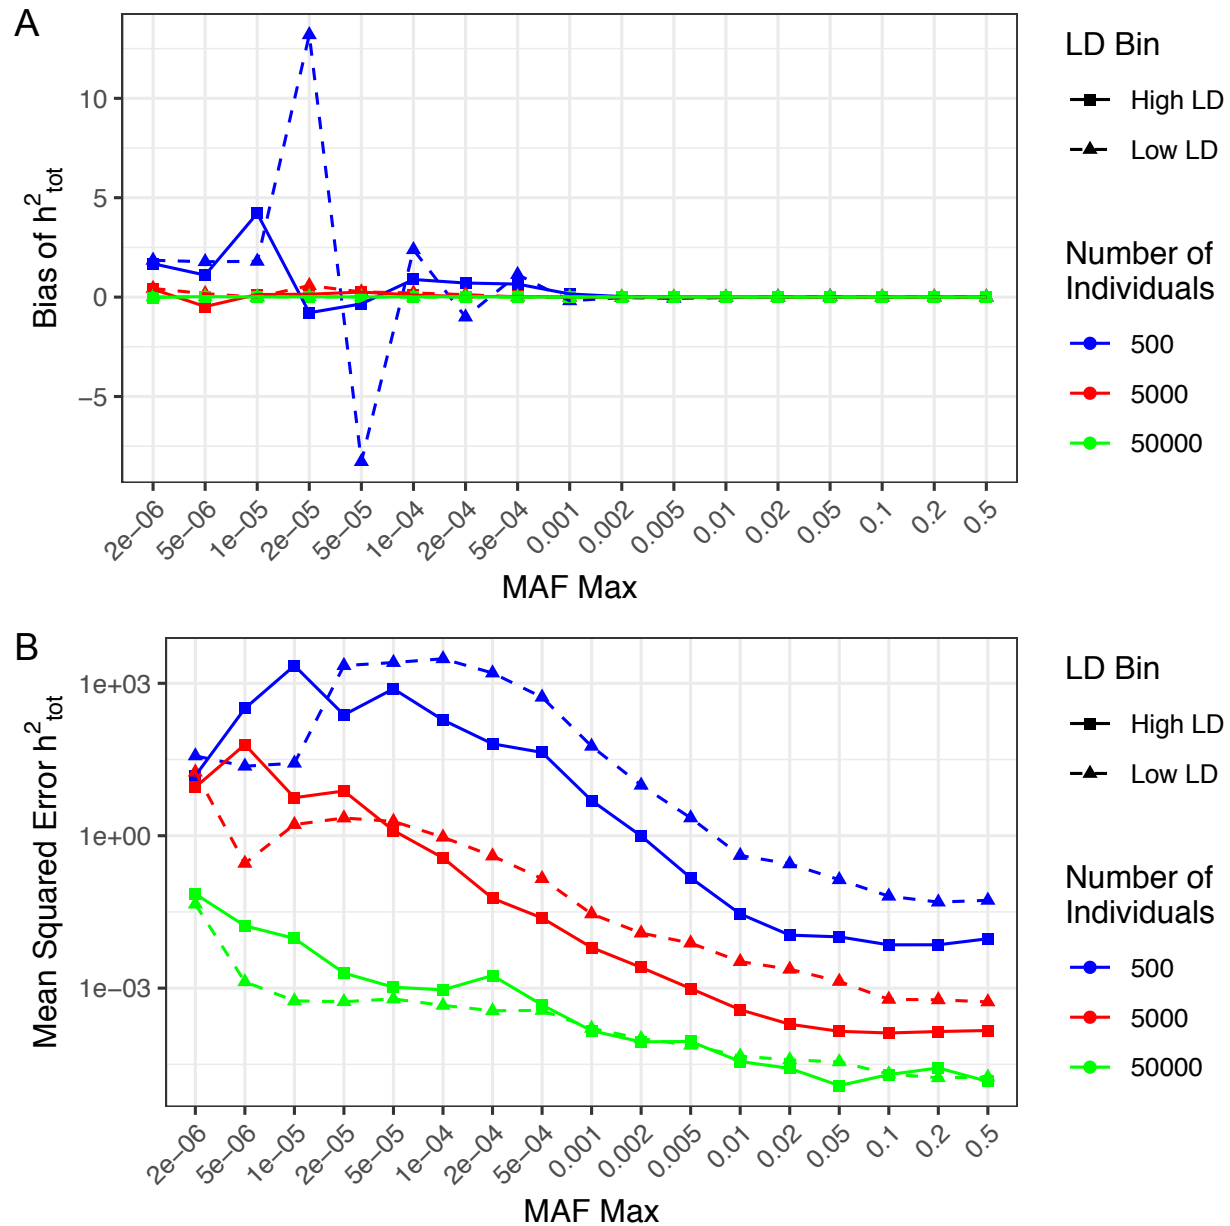 A
Bias of h²tot
10
5
0
−5
2e−06
5e−06
1e−05
2e−05
5e−05
1e−04
2e−04
5e−04
0.001
0.002
0.005
0.01
0.02
0.05
0.1
0.2
0.5
MAF Max
LD Bin
High LD
Low LD
Number of
Individuals
500
5000
50000
B
Mean Squared Error h²tot
1e+03
1e+00
1e−03
2e−06
5e−06
1e−05
2e−05
5e−05
1e−04
2e−04
5e−04
0.001
0.002
0.005
0.01
0.02
0.05
0.1
0.2
0.5
MAF Max
LD Bin
High LD
Low LD
Number of
Individuals
500
5000
50000